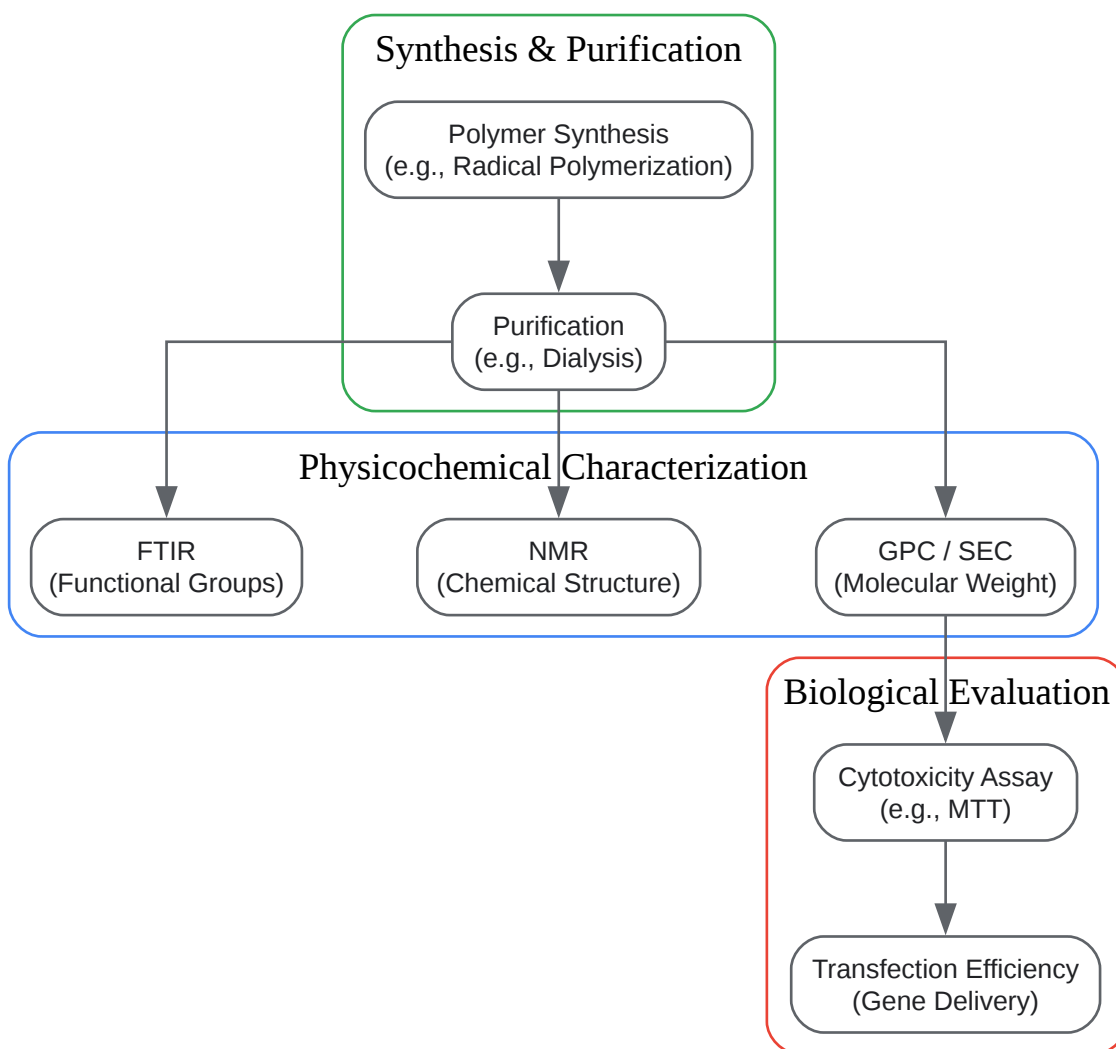 Synthesis & Purification
Polymer Synthesis
(e.g., Radical Polymerization)
Purification
(e.g., Dialysis)
Physicochemical Characterization
FTIR
(Functional Groups)
NMR
(Chemical Structure)
GPC / SEC
(Molecular Weight)
Biological Evaluation
Cytotoxicity Assay
(e.g., MTT)
Transfection Efficiency
(Gene Delivery)